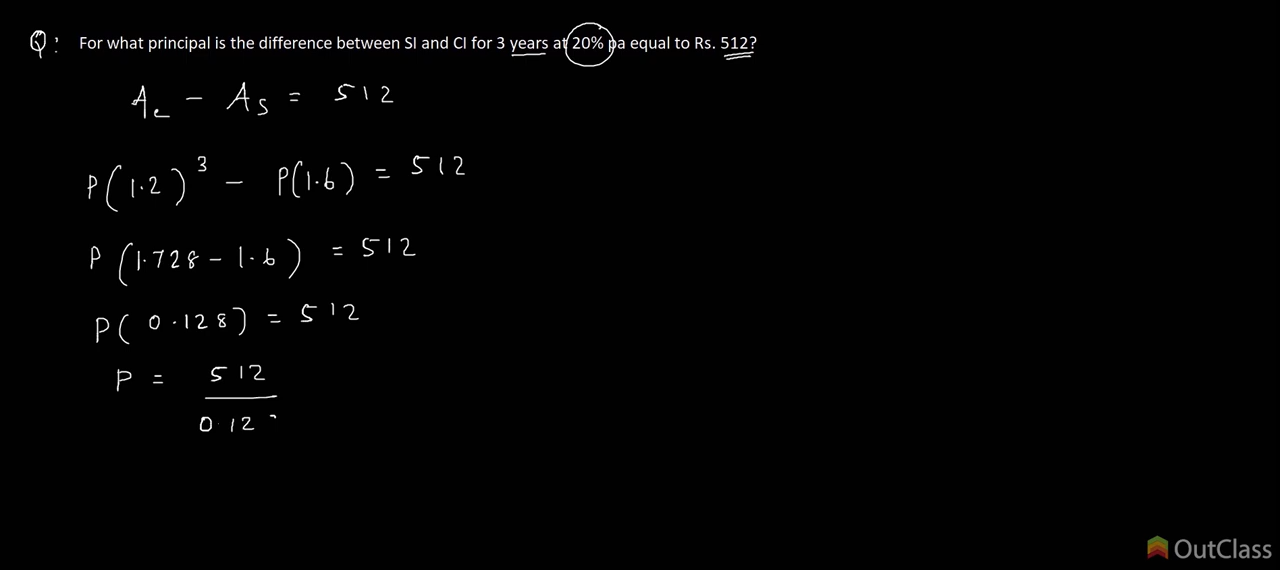 Q: For what principal is the difference between SI and CI for 3 years at 20% pa equal to Rs. 512?
Ac - As = 512
P(1.2)³ - P(1.6) = 512
P(1.728 - 1.6) = 512
P(0.128) = 512
P = 512
0.12
OutClass